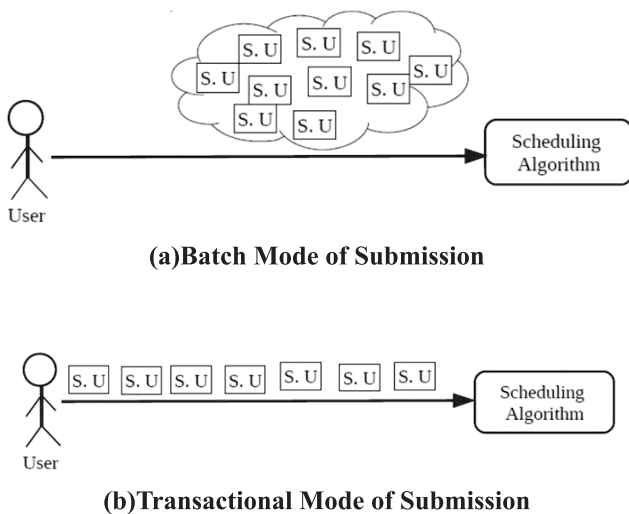 S. U S. U S. U
S. U S. U
S. U S. U S. U
S. U S. U
Scheduling
Algorithm
User
(a)Batch Mode of Submission
S. U S. U S. U S. U S. U S. U S. U
Scheduling
Algorithm
User
(b)Transactional Mode of Submission